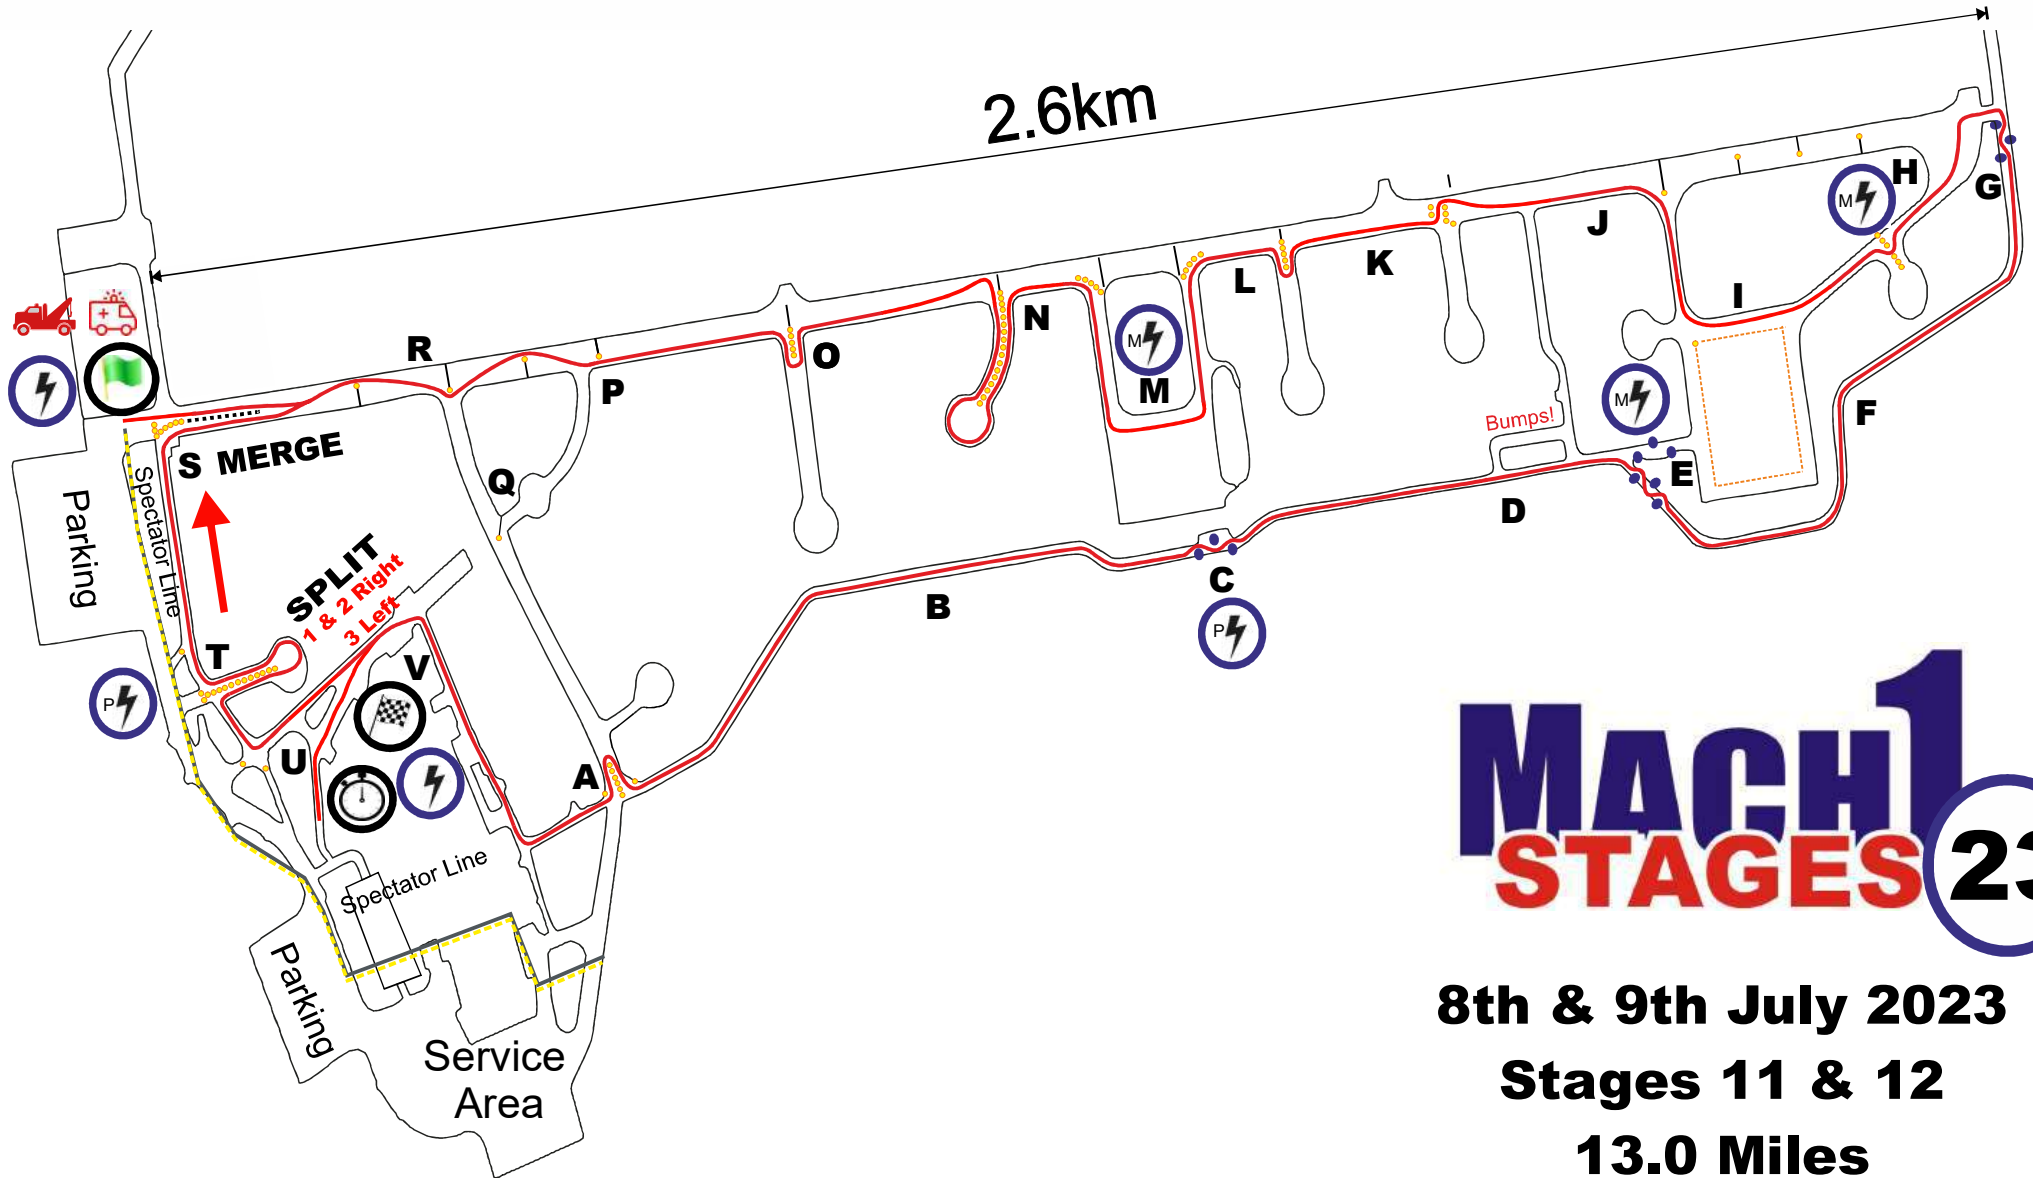 2.6km
H
G
J
K
L
I
N
O
M
R
P
F
Bumps!
S MERGE
Q
E
D
Parking
Spectator Line
SPLIT
1 & 2 Right
3 Left
C
B
T
V
P
P
M
M
M
U
A
MACH 1
STAGES
23
Spectator Line
Parking
Service
Area
8th & 9th July 2023
Stages 11 & 12
13.0 Miles